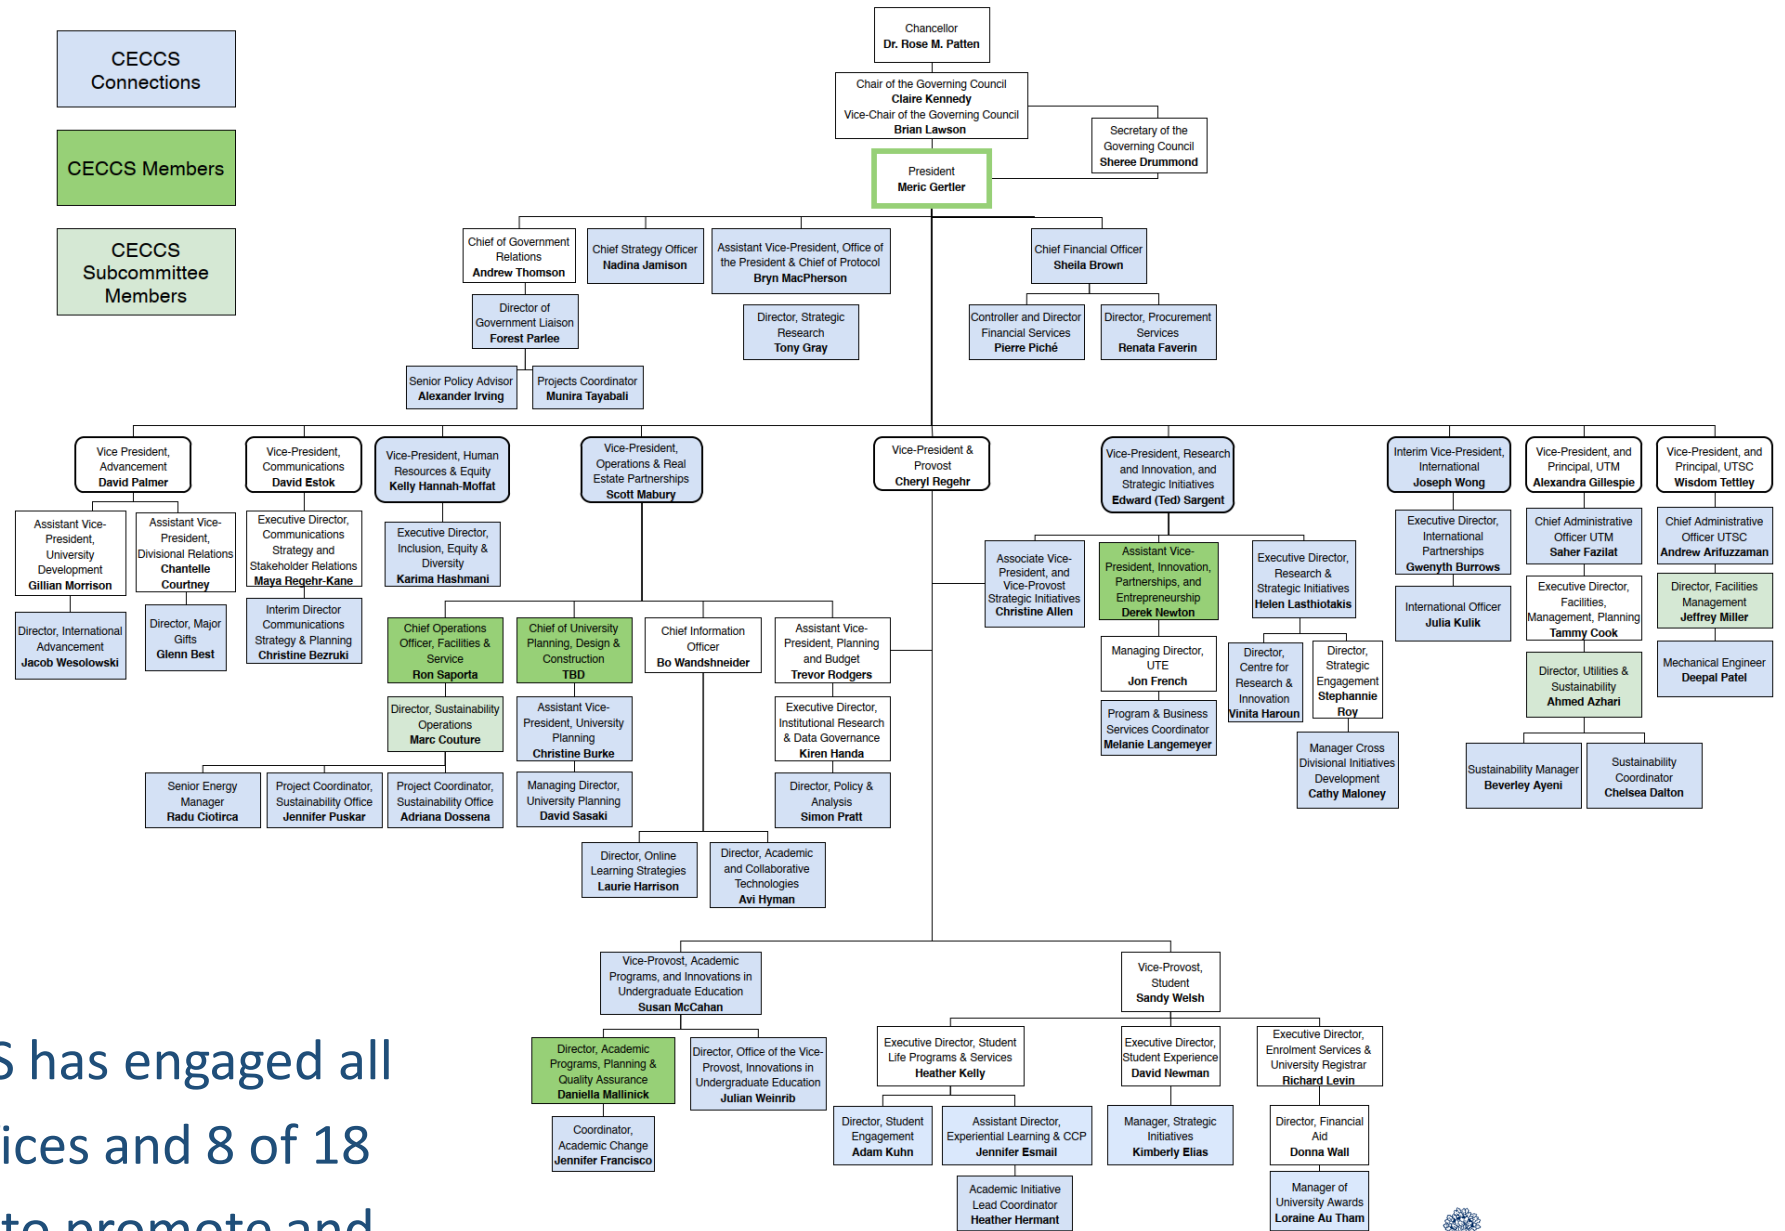 CECCS
Connections
CECCS Members
CECCS
Subcommittee
Members
Chancellor
Dr. Rose M. Patten
Chair of the Governing Council
Claire Kennedy
Vice-Chair of the Governing Council
Brian Lawson
Secretary of the
Governing Council
Sheree Drummond
President
Meric Gertler
Chief of Government
Relations
Andrew Thomson
Chief Strategy Officer
Nadina Jamison
Assistant Vice-President, Office of
the President & Chief of Protocol
Bryn MacPherson
Chief Financial Officer
Sheila Brown
Director of
Government Liaison
Forest Parlee
Director, Strategic
Research
Tony Gray
Controller and Director
Financial Services
Pierre Piché
Director, Procurement
Services
Renata Faverin
Senior Policy Advisor
Alexander Irving
Projects Coordinator
Munira Tayabali
Vice President,
Advancement
David Palmer
Vice-President,
Communications
David Estok
Vice-President, Human
Resources & Equity
Kelly Hannah-Moffat
Vice-President,
Operations & Real
Estate Partnerships
Scott Mabury
Vice-President &
Provost
Cheryl Regehr
Vice-President, Research
and Innovation, and
Strategic Initiatives
Edward (Ted) Sargent
Interim Vice-President,
International
Joseph Wong
Vice-President, and
Principal, UTM
Alexandra Gillespie
Vice-President, and
Principal, UTSC
Wisdom Tettley
Assistant Vice-
President,
University
Development
Gillian Morrison
Assistant Vice-
President,
Divisional Relations
Chantelle
Courtney
Executive Director,
Communications
Strategy and
Stakeholder Relations
Maya Regehr-Kane
Executive Director,
Inclusion, Equity &
Diversity
Karima Hashmani
Associate Vice-
President, and
Vice-Provost
Strategic Initiatives
Christine Allen
Assistant Vice-
President, Innovation,
Partnerships, and
Entrepreneurship
Derek Newton
Executive Director,
Research &
Strategic Initiatives
Helen Lasthiotakis
Executive Director,
International
Partnerships
Gwenyth Burrows
Chief Administrative
Officer UTM
Saher Fazilat
Chief Administrative
Officer UTSC
Andrew Arifuzzaman
Director, International
Advancement
Jacob Wesolowski
Director, Major
Gifts
Glenn Best
Interim Director
Communications
Strategy & Planning
Christine Bezruki
Chief Operations
Officer, Facilities &
Service
Ron Saporta
Chief of University
Planning, Design &
Construction
TBD
Chief Information
Officer
Bo Wandshneider
Assistant Vice-
President, Planning
and Budget
Trevor Rodgers
Managing Director,
UTE
Jon French
Director,
Centre for
Research &
Innovation
Vinita Haroun
Director,
Strategic
Engagement
Stephannie
Roy
International Officer
Julia Kulik
Executive Director,
Facilities,
Management, Planning
Tammy Cook
Director, Facilities
Management
Jeffrey Miller
Director, Sustainability
Operations
Marc Couture
Assistant Vice-
President, University
Planning
Christine Burke
Executive Director,
Institutional Research
& Data Governance
Kiren Handa
Program & Business
Services Coordinator
Melanie Langemeyer
Manager Cross
Divisional Initiatives
Development
Cathy Maloney
Director, Utilities &
Sustainability
Ahmed Azhari
Mechanical Engineer
Deepal Patel
Senior Energy
Manager
Radu Ciotirca
Project Coordinator,
Sustainability Office
Jennifer Puskar
Project Coordinator,
Sustainability Office
Adriana Dossena
Managing Director,
University Planning
David Sasaki
Director, Policy &
Analysis
Simon Pratt
Sustainability Manager
Beverley Ayeni
Sustainability
Coordinator
Chelsea Dalton
Director, Online
Learning Strategies
Laurie Harrison
Director, Academic
and Collaborative
Technologies
Avi Hyman
Vice-Provost, Academic
Programs, and Innovations in
Undergraduate Education
Susan McCahan
Vice-Provost,
Student
Sandy Welsh
Director, Academic
Programs, Planning &
Quality Assurance
Daniella Mallinick
Director, Office of the Vice-
Provost, Innovations in
Undergraduate Education
Julian Weinrib
Executive Director, Student
Life Programs & Services
Heather Kelly
Executive Director,
Student Experience
David Newman
Executive Director,
Enrolment Services &
University Registrar
Richard Levin
Coordinator,
Academic Change
Jennifer Francisco
Director, Student
Engagement
Adam Kuhn
Assistant Director,
Experiential Learning & CCP
Jennifer Esmail
Manager, Strategic
Initiatives
Kimberly Elias
Director, Financial
Aid
Donna Wall
Academic Initiative
Lead Coordinator
Heather Hermant
Manager of
University Awards
Loraine Au Tham
S has engaged all
ices and 8 of 18
to promote and